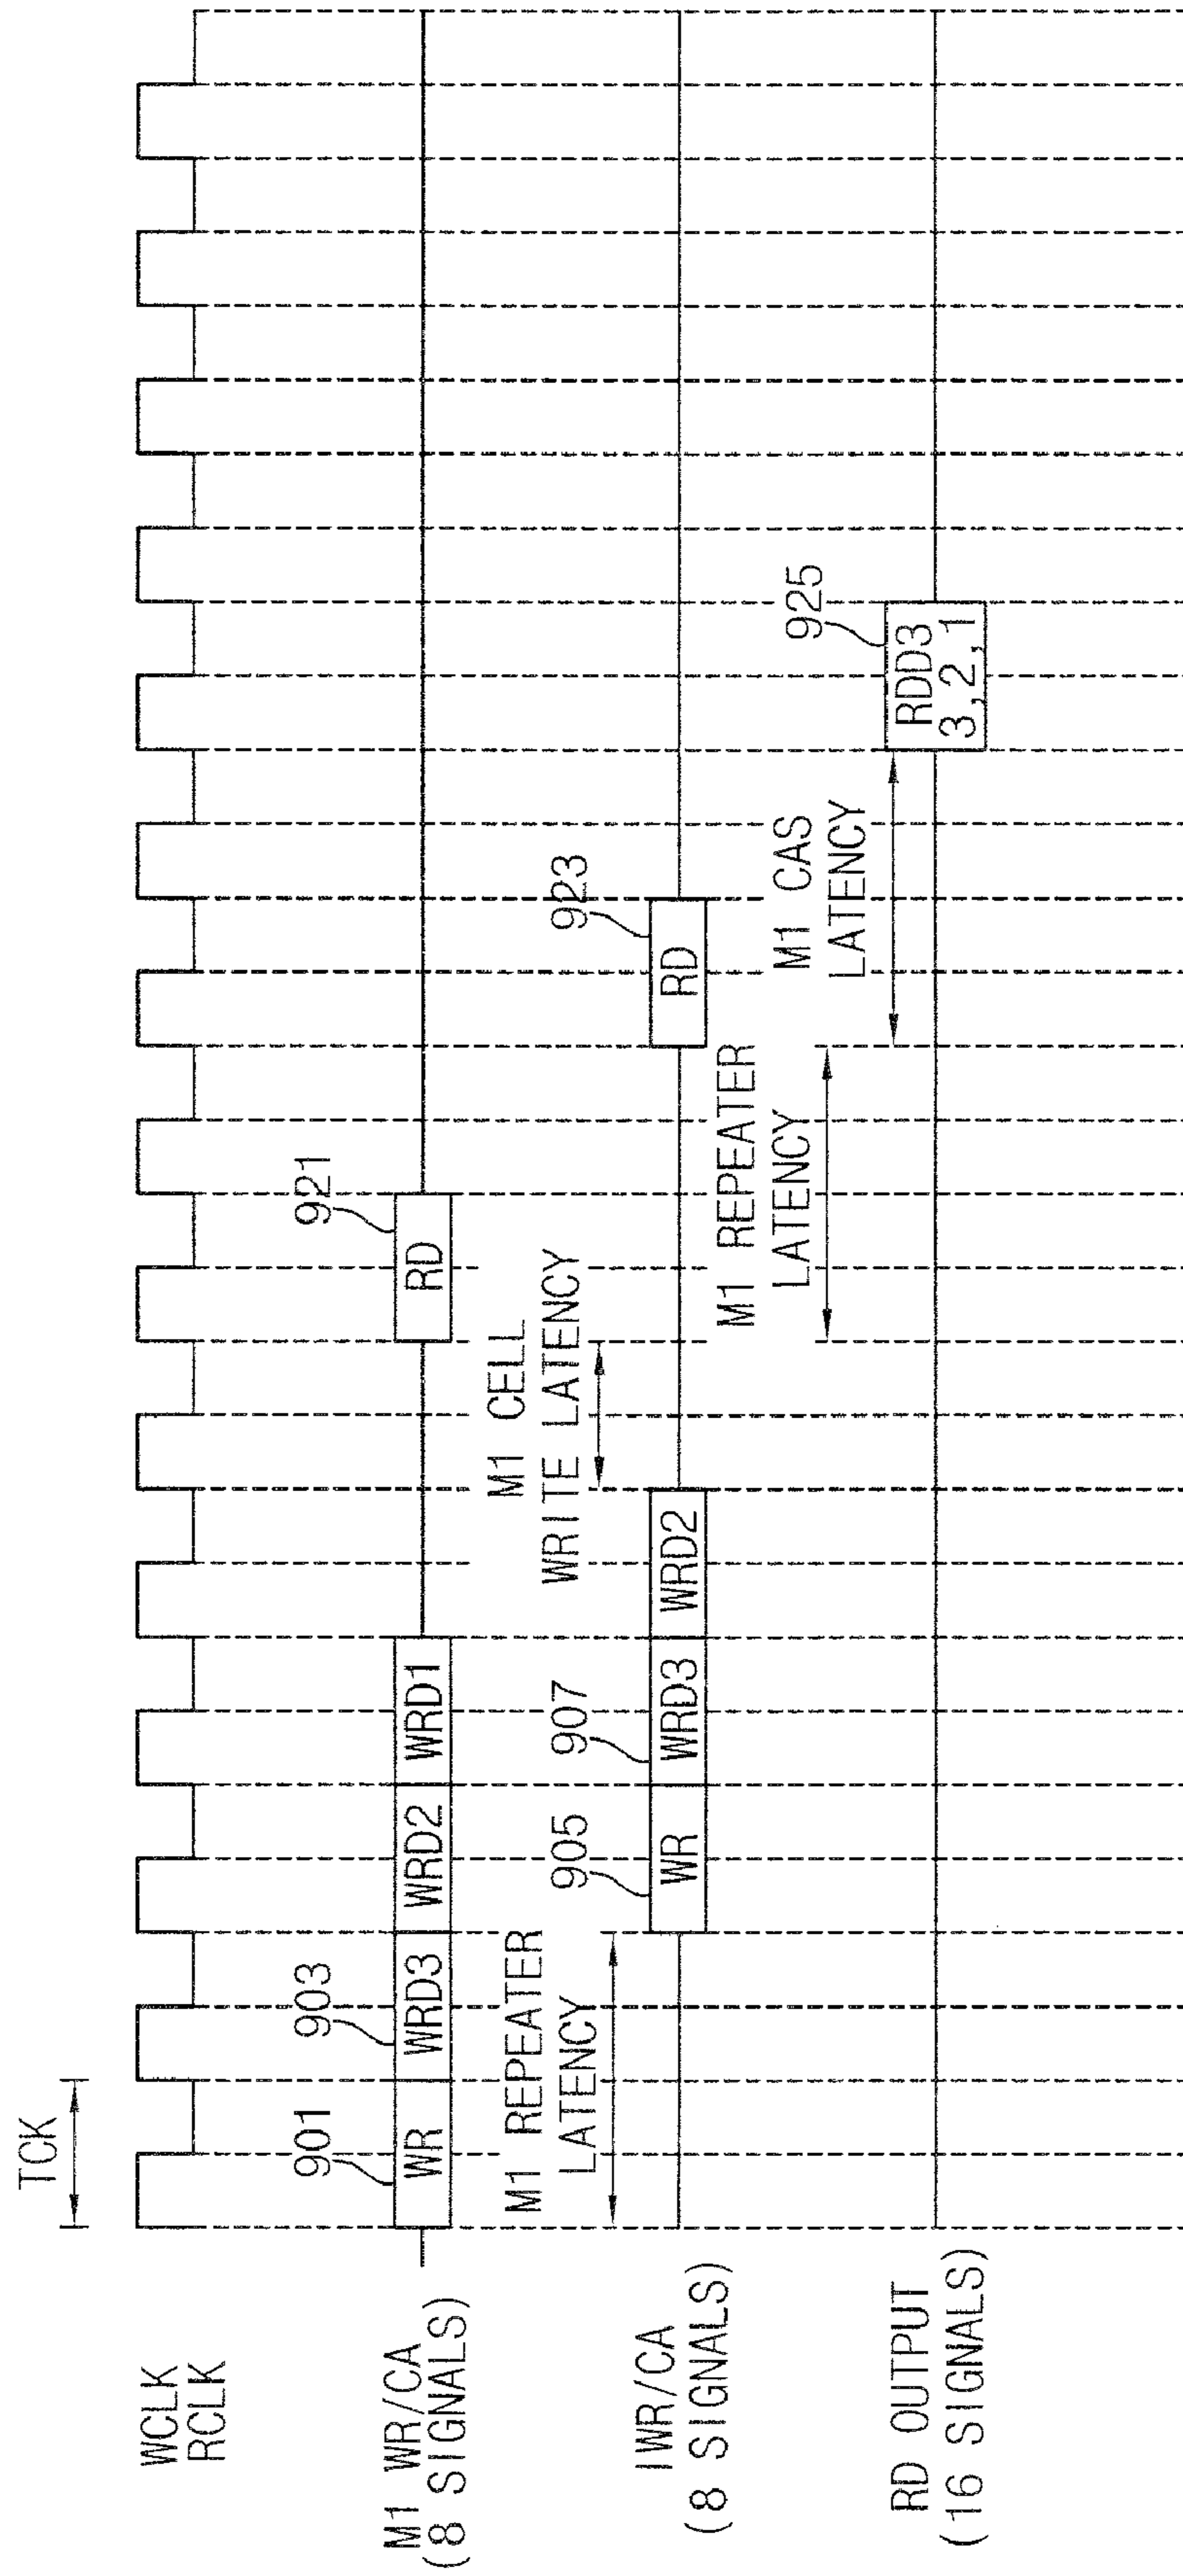 TCK
WCLK
RCLK
901
903
921
M1 WR/CA
(8 SIGNALS)
WR
WRD3
WRD2
WRD1
RD
M1 REPEATER
LATENCY
905
907
M1 CELL
WRITE LATENCY
923
IWR/CA
(8 SIGNALS)
WR
WRD3
WRD2
RD
M1 REPEATER
LATENCY
M1 CAS
LATENCY
925
RD OUTPUT
(16 SIGNALS)
RDD3
3,2,1